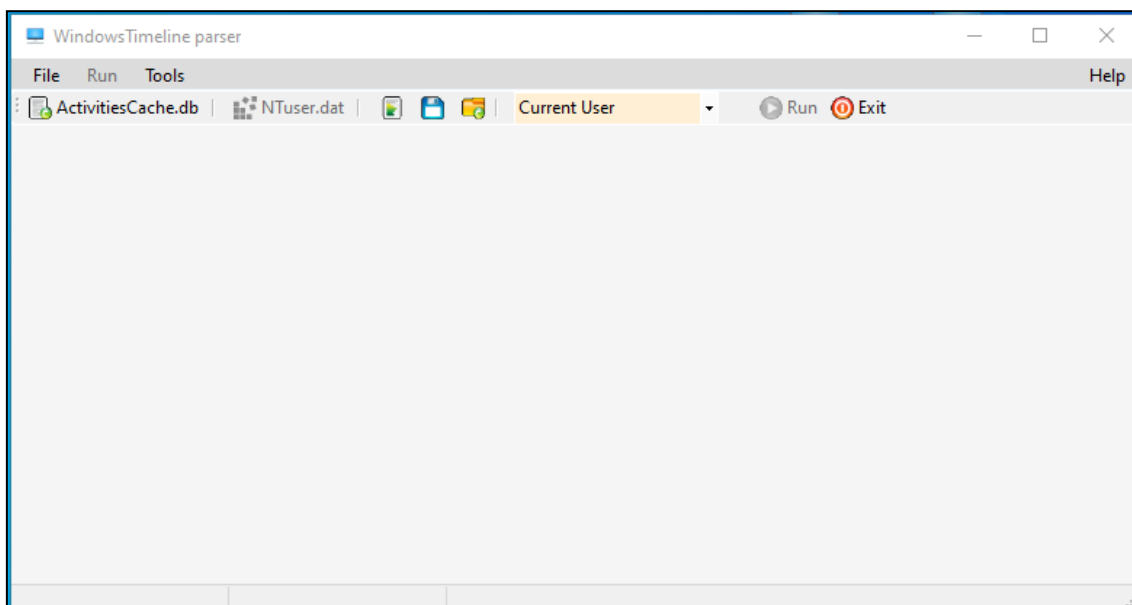 WindowsTimeline parser
File Run Tools Help
ActivitiesCache.db NTuser.dat Current User Run Exit